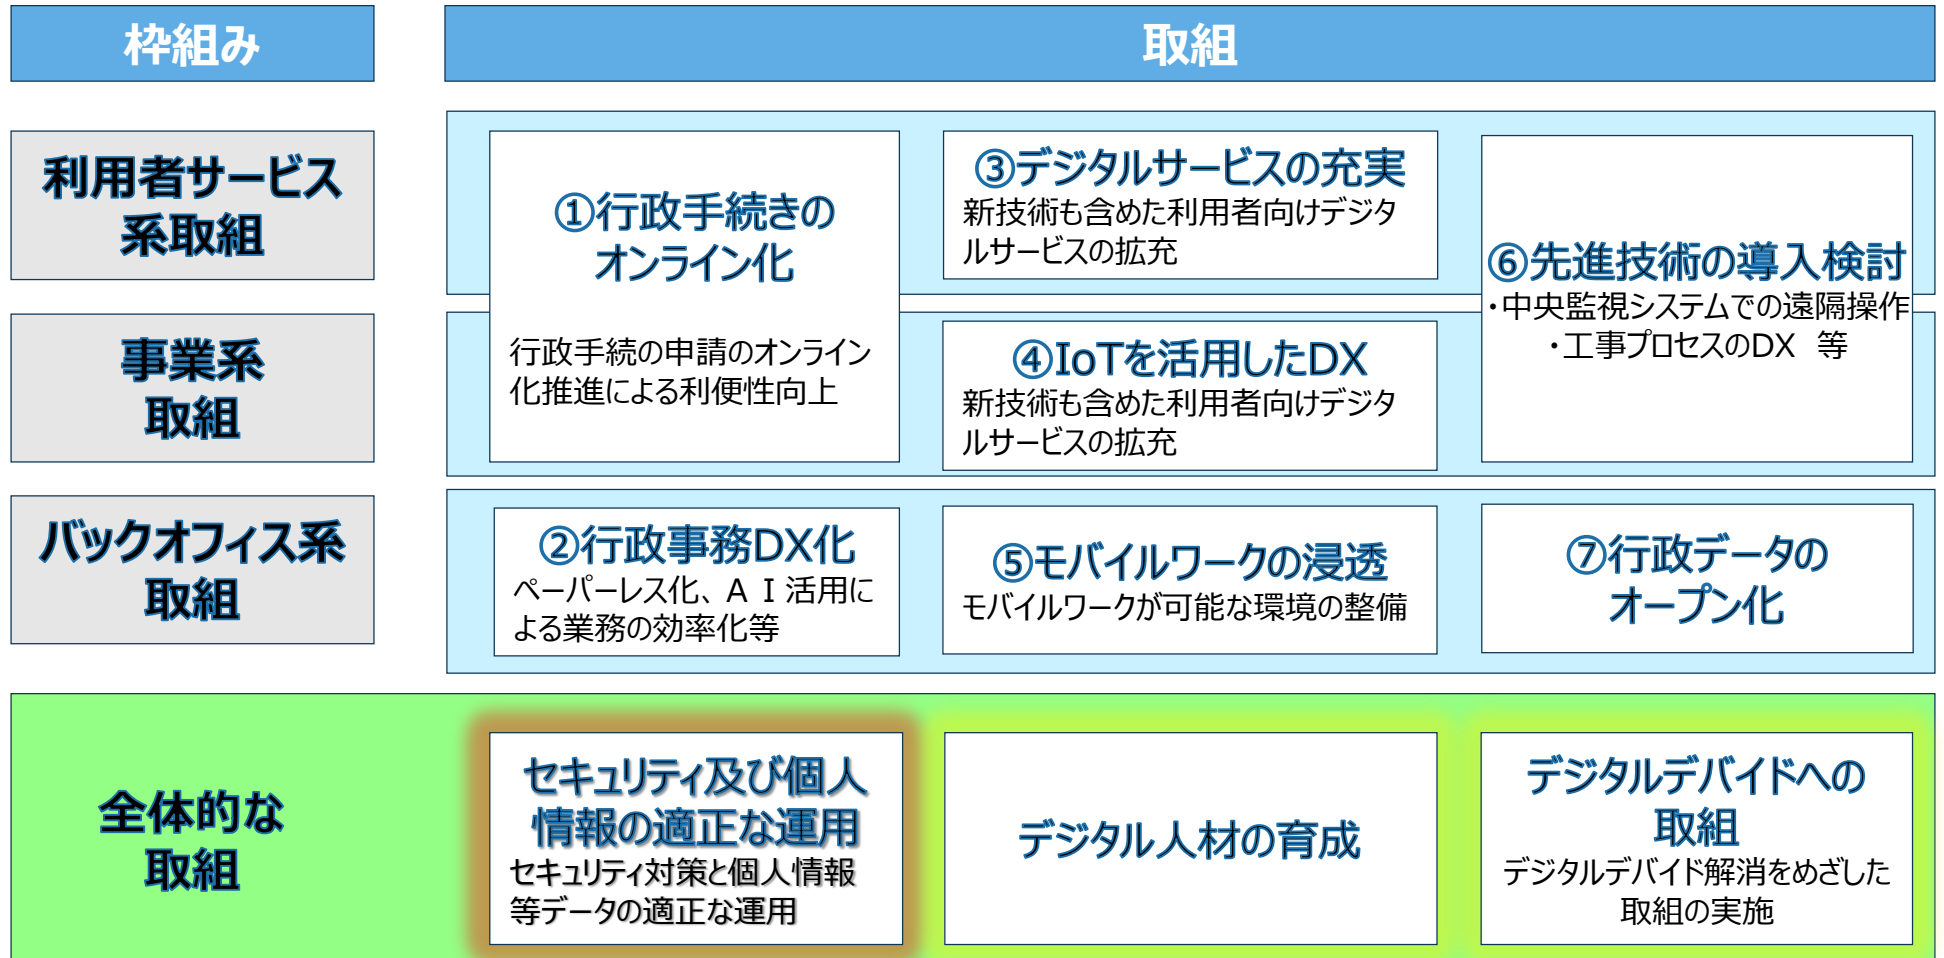 枠組み
取組
利用者サービス
系取組
①行政手続きの
オンライン化
行政手続の申請のオンライン
化推進による利便性向上
③デジタルサービスの充実
新技術も含めた利用者向けデジタ
ルサービスの拡充
⑥先進技術の導入検討
・中央監視システムでの遠隔操作
・工事プロセスのDX 等
事業系
取組
④IoTを活用したDX
新技術も含めた利用者向けデジタ
ルサービスの拡充
バックオフィス系
取組
②行政事務DX化
ペーパーレス化、ＡＩ活用に
よる業務の効率化等
⑤モバイルワークの浸透
モバイルワークが可能な環境の整備
⑦行政データの
オープン化
全体的な
取組
セキュリティ及び個人
情報の適正な運用
セキュリティ対策と個人情報
等データの適正な運用
デジタル人材の育成
デジタルデバイドへの
取組
デジタルデバイド解消をめざした
取組の実施